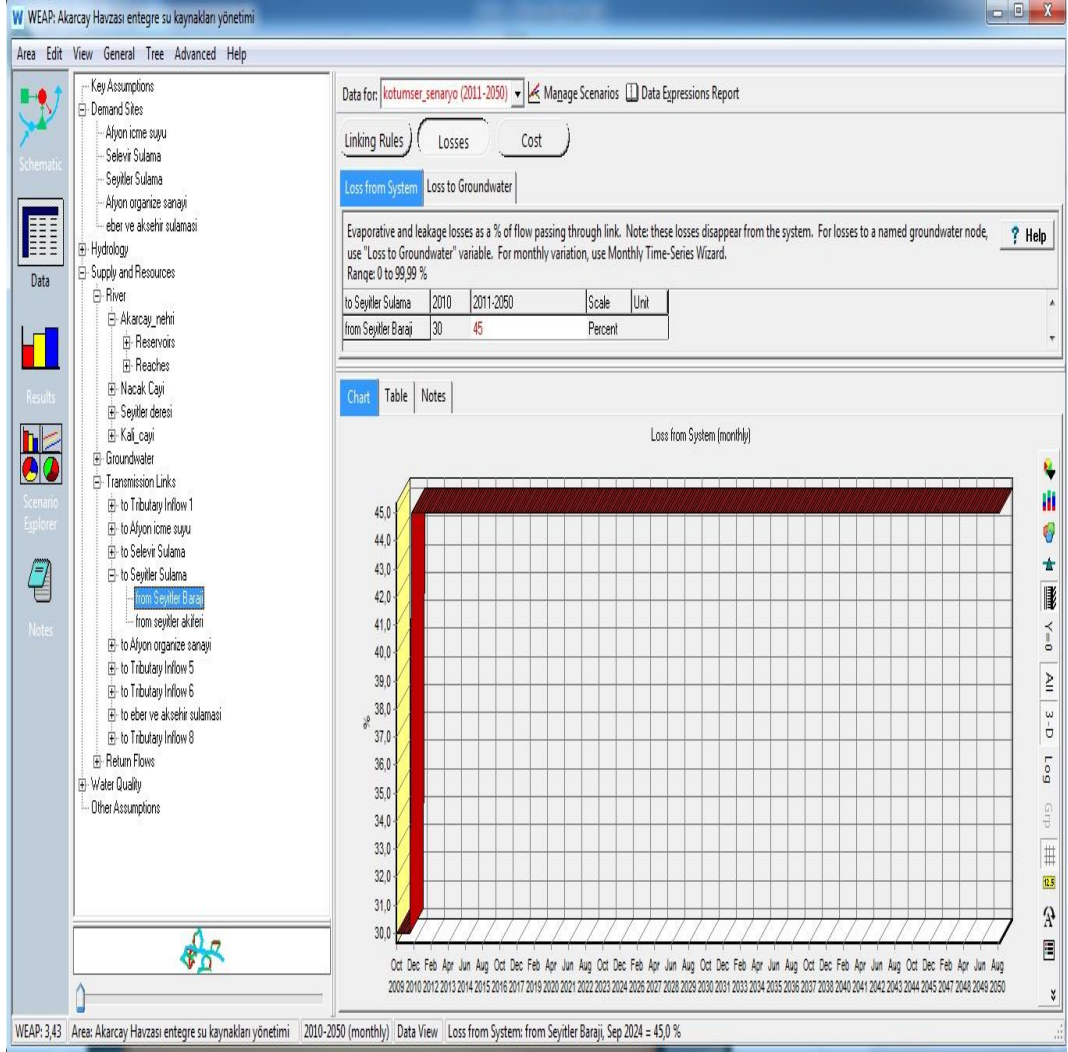 WEAP: Akarcay Havzası entegre su kaynakları yönetimi
Area Edit View General Tree Advanced Help
Schematic
Data
Results
Scenario
Explorer
Notes
Key Assumptions
Demand Sites
Afyon icme suyu
Selevir Sulama
Seyitler Sulama
Afyon organize sanayi
eber ve aksehir sulamasi
Hydrology
Supply and Resources
River
Akarcay_nehri
Reservoirs
Reaches
Nacak Cayi
Seyitler deresi
Kali_cayi
Groundwater
Transmission Links
to Tributary Inflow 1
to Afyon icme suyu
to Selevir Sulama
to Seyitler Sulama
from Seyitler Baraji
from seyitler akiferi
to Afyon organize sanayi
to Tributary Inflow 5
to Tributary Inflow 6
to eber ve aksehir sulamasi
to Tributary Inflow 8
Return Flows
Water Quality
Other Assumptions
Data for: kotumser_senaryo (2011-2050) Manage Scenarios Data Expressions Report
Linking Rules Losses Cost
Loss from System Loss to Groundwater
Evaporative and leakage losses as a % of flow passing through link. Note: these losses disappear from the system. For losses to a named groundwater node,
use "Loss to Groundwater" variable. For monthly variation, use Monthly Time-Series Wizard.
Range: 0 to 99,99 %
? Help
to Seyitler Sulama 2010 2011-2050 Scale Unit
from Seyitler Baraji 30 45 Percent
Chart Table Notes
Loss from System (monthly)
45,0
44,0
43,0
42,0
41,0
40,0
39,0
38,0
37,0
36,0
35,0
34,0
33,0
32,0
31,0
30,0
%
Oct Dec Feb Apr Jun Aug Oct Dec Feb Apr Jun Aug Oct Dec Feb Apr Jun Aug Oct Dec Feb Apr Jun Aug Oct Dec Feb Apr Jun Aug Oct Dec Feb Apr Jun Aug
2009 2010 2012 2013 2014 2015 2016 2017 2019 2020 2021 2022 2023 2024 2026 2027 2028 2029 2030 2031 2033 2034 2035 2036 2037 2038 2040 2041 2042 2043 2044 2045 2047 2048 2049 2050
Y=0
All
3-D
Log
Grp
12.5
A
WEAP: 3,43 Area: Akarcay Havzası entegre su kaynakları yönetimi 2010-2050 (monthly) Data View Loss from System: from Seyitler Baraji, Sep 2024 = 45,0 %